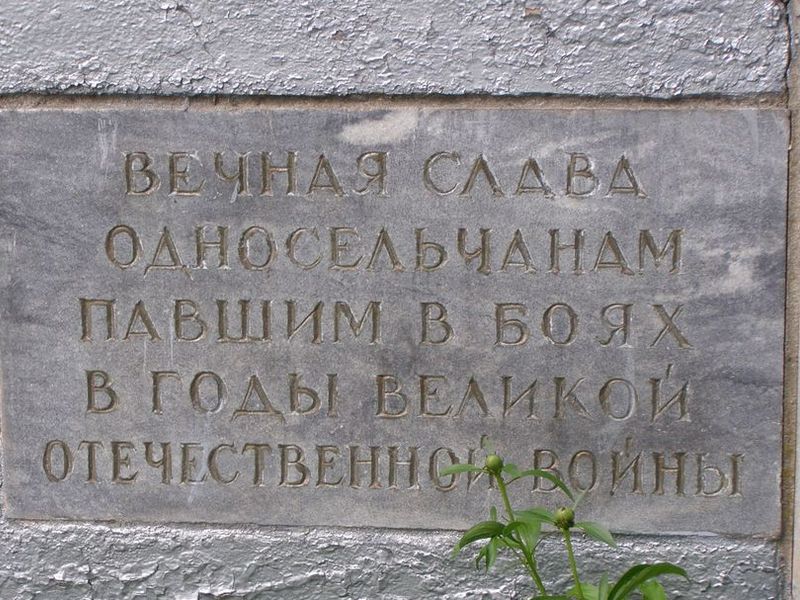 ВЕЧНАЯ СЛАВА
ОДНОСЕЛЬЧАНАМ
ПАВШИМ В БОЯХ
В ГОДЫ ВЕЛИКОЙ
ОТЕЧЕСТВЕННОЙ ВОЙНЫ